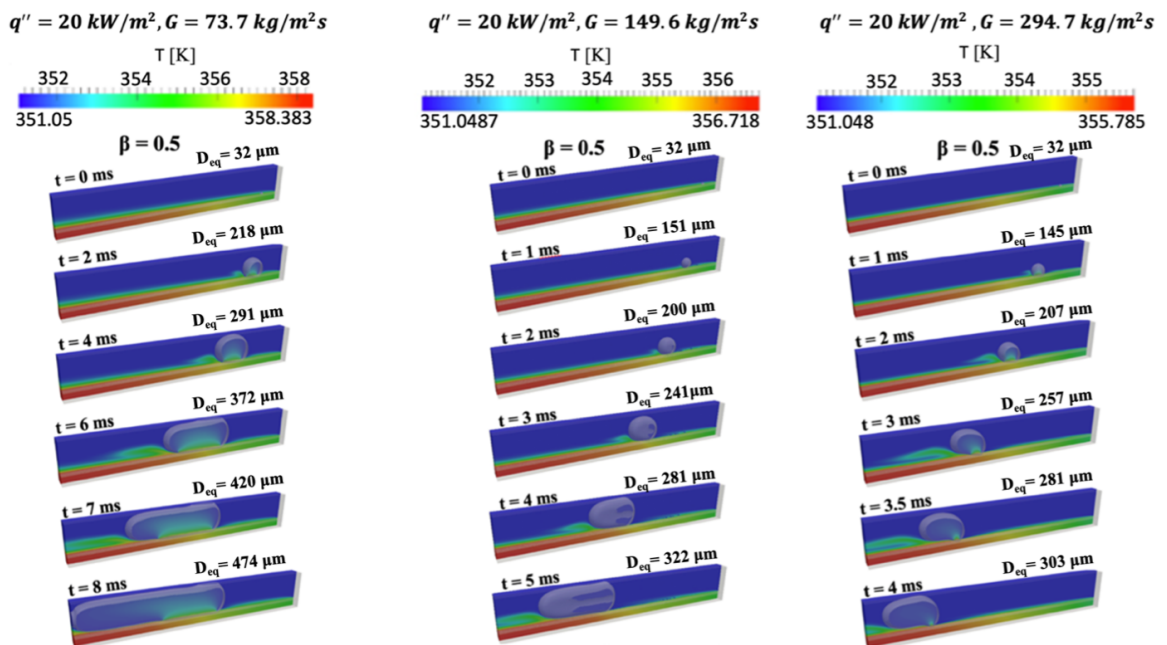 q'' = 20 kW/m², G = 73.7 kg/m²s
T [K]
352 354 356 358
351.05 358.383
β = 0.5
t = 0 ms D_eq= 32 μm
t = 2 ms D_eq= 218 μm
t = 4 ms D_eq= 291 μm
t = 6 ms D_eq= 372 μm
t = 7 ms D_eq= 420 μm
t = 8 ms D_eq= 474 μm
q'' = 20 kW/m², G = 149.6 kg/m²s
T [K]
352 353 354 355 356
351.0487 356.718
β = 0.5
t = 0 ms D_eq= 32 μm
t = 1 ms D_eq= 151 μm
t = 2 ms D_eq= 200 μm
t = 3 ms D_eq= 241μm
t = 4 ms D_eq= 281 μm
t = 5 ms D_eq= 322 μm
q'' = 20 kW/m² , G = 294.7 kg/m²s
T [K]
352 353 354 355
351.048 355.785
β = 0.5
t = 0 ms D_eq= 32 μm
t = 1 ms D_eq= 145 μm
t = 2 ms D_eq= 207 μm
t = 3 ms D_eq= 257 μm
t = 3.5 ms D_eq= 281 μm
t = 4 ms D_eq= 303 μm